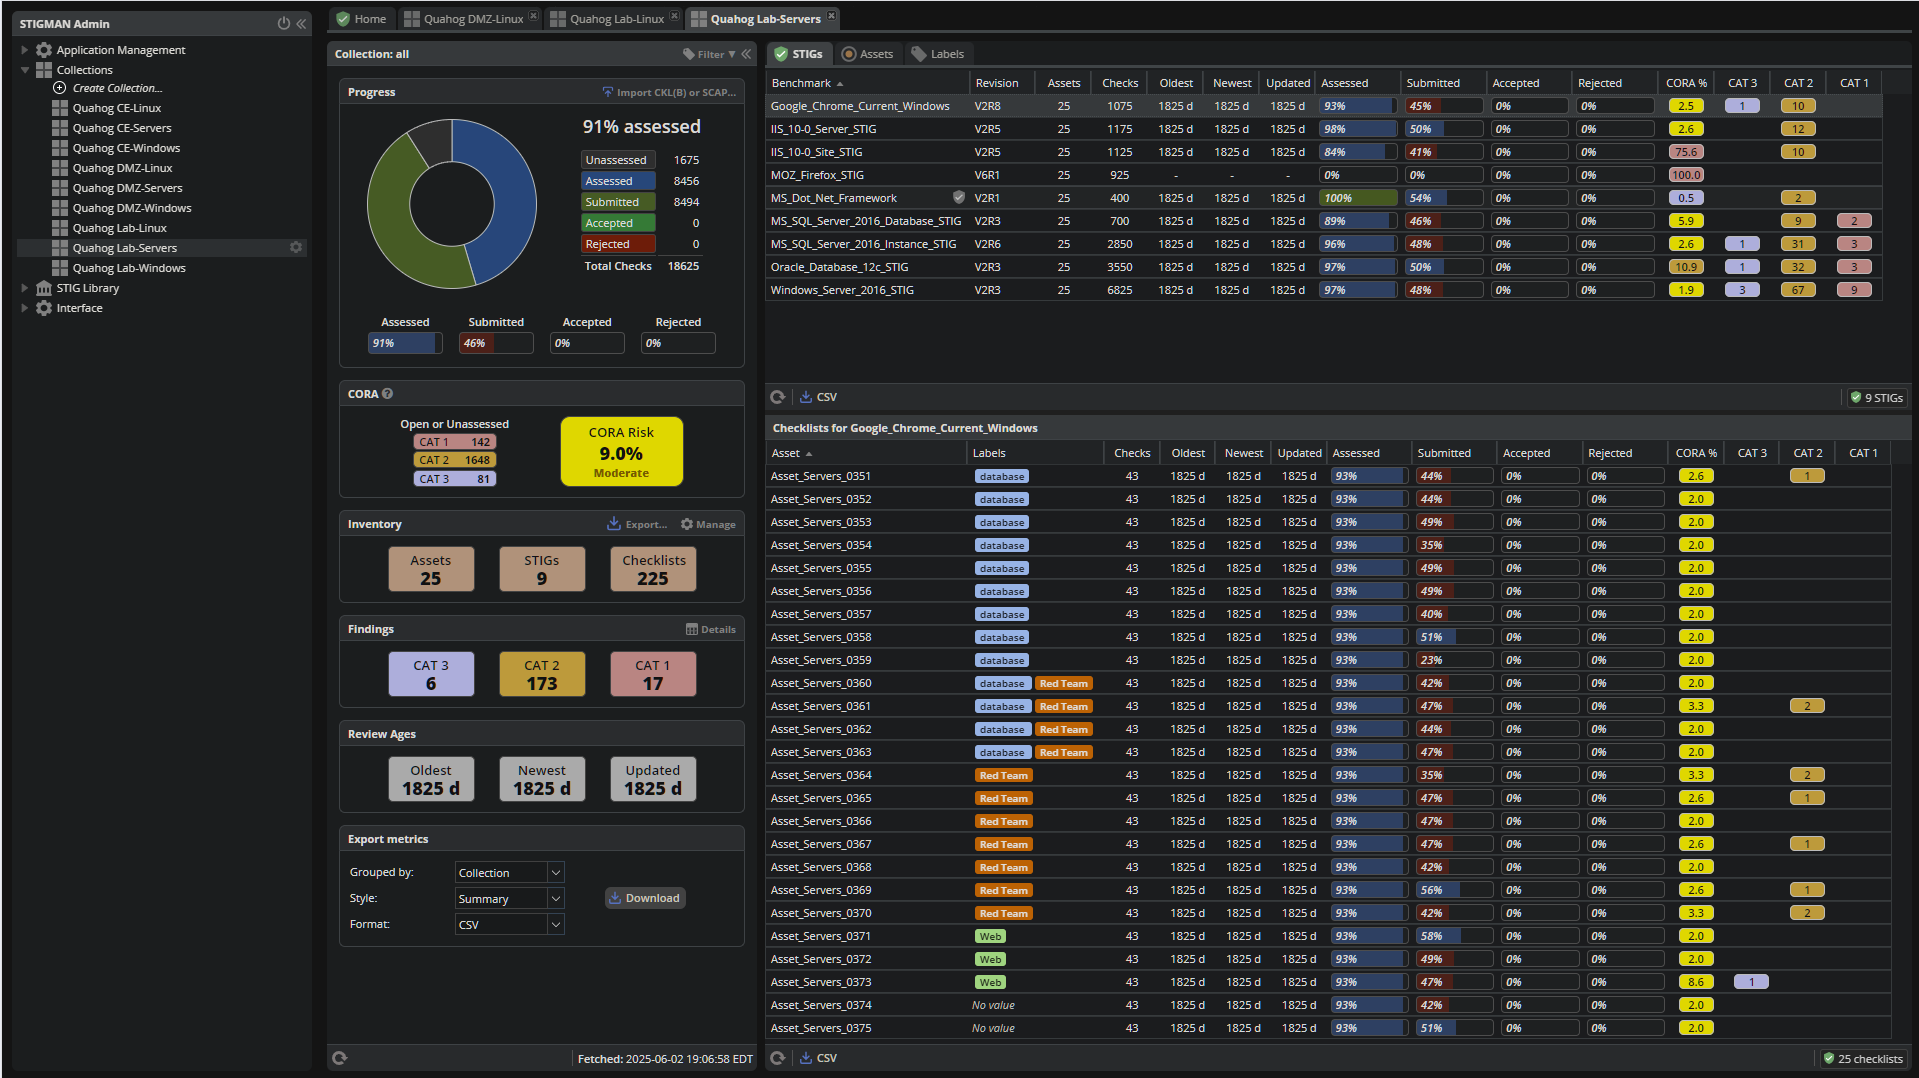 STIGMAN Admin
Application Management
Collections
Create Collection...
Quahog CE-Linux
Quahog CE-Servers
Quahog CE-Windows
Quahog DMZ-Linux
Quahog DMZ-Servers
Quahog DMZ-Windows
Quahog Lab-Linux
Quahog Lab-Servers
Quahog Lab-Windows
STIG Library
Interface
Home
Quahog DMZ-Linux
Quahog Lab-Linux
Quahog Lab-Servers
Collection: all
Filter
Progress
Import CKL(B) or SCAP...
91% assessed
Unassessed 1675
Assessed 8456
Submitted 8494
Accepted 0
Rejected 0
Total Checks 18625
Assessed Submitted Accepted Rejected
91% 46% 0% 0%
CORA ?
Open or Unassessed
CAT 1 142
CAT 2 1648
CAT 3 81
CORA Risk
9.0%
Moderate
Inventory
Export... Manage
Assets STIGs Checklists
25 9 225
Findings
Details
CAT 3 CAT 2 CAT 1
6 173 17
Review Ages
Oldest Newest Updated
1825 d 1825 d 1825 d
Export metrics
Grouped by: Collection
Style: Summary
Download
Format: CSV
Fetched: 2025-06-02 19:06:58 EDT
STIGs Assets Labels
Benchmark Revision Assets Checks Oldest Newest Updated Assessed Submitted Accepted Rejected CORA % CAT 3 CAT 2 CAT 1
Google_Chrome_Current_Windows V2R8 25 1075 1825 d 1825 d 1825 d 93% 45% 0% 0% 2.5 1 10
IIS_10-0_Server_STIG V2R5 25 1175 1825 d 1825 d 1825 d 98% 50% 0% 0% 2.6 12
IIS_10-0_Site_STIG V2R5 25 1125 1825 d 1825 d 1825 d 84% 41% 0% 0% 75.6 10
MOZ_Firefox_STIG V6R1 25 925 - - - 0% 0% 0% 0% 100.0
MS_Dot_Net_Framework V2R1 25 400 1825 d 1825 d 1825 d 100% 54% 0% 0% 0.5 2
MS_SQL_Server_2016_Database_STIG V2R3 25 700 1825 d 1825 d 1825 d 89% 46% 0% 0% 5.9 9 2
MS_SQL_Server_2016_Instance_STIG V2R6 25 2850 1825 d 1825 d 1825 d 96% 48% 0% 0% 2.6 1 31 3
Oracle_Database_12c_STIG V2R3 25 3550 1825 d 1825 d 1825 d 97% 50% 0% 0% 10.9 1 32 3
Windows_Server_2016_STIG V2R3 25 6825 1825 d 1825 d 1825 d 97% 48% 0% 0% 1.9 3 67 9
CSV
9 STIGs
Checklists for Google_Chrome_Current_Windows
Asset Labels Checks Oldest Newest Updated Assessed Submitted Accepted Rejected CORA % CAT 3 CAT 2 CAT 1
Asset_Servers_0351 database 43 1825 d 1825 d 1825 d 93% 44% 0% 0% 2.6 1
Asset_Servers_0352 database 43 1825 d 1825 d 1825 d 93% 44% 0% 0% 2.0
Asset_Servers_0353 database 43 1825 d 1825 d 1825 d 93% 49% 0% 0% 2.0
Asset_Servers_0354 database 43 1825 d 1825 d 1825 d 93% 35% 0% 0% 2.0
Asset_Servers_0355 database 43 1825 d 1825 d 1825 d 93% 49% 0% 0% 2.0
Asset_Servers_0356 database 43 1825 d 1825 d 1825 d 93% 49% 0% 0% 2.0
Asset_Servers_0357 database 43 1825 d 1825 d 1825 d 93% 40% 0% 0% 2.0
Asset_Servers_0358 database 43 1825 d 1825 d 1825 d 93% 51% 0% 0% 2.0
Asset_Servers_0359 database 43 1825 d 1825 d 1825 d 93% 23% 0% 0% 2.0
Asset_Servers_0360 database Red Team 43 1825 d 1825 d 1825 d 93% 42% 0% 0% 2.0
Asset_Servers_0361 database Red Team 43 1825 d 1825 d 1825 d 93% 47% 0% 0% 3.3 2
Asset_Servers_0362 database Red Team 43 1825 d 1825 d 1825 d 93% 44% 0% 0% 2.0
Asset_Servers_0363 database Red Team 43 1825 d 1825 d 1825 d 93% 47% 0% 0% 2.0
Asset_Servers_0364 Red Team 43 1825 d 1825 d 1825 d 93% 35% 0% 0% 3.3 2
Asset_Servers_0365 Red Team 43 1825 d 1825 d 1825 d 93% 47% 0% 0% 2.6 1
Asset_Servers_0366 Red Team 43 1825 d 1825 d 1825 d 93% 47% 0% 0% 2.0
Asset_Servers_0367 Red Team 43 1825 d 1825 d 1825 d 93% 47% 0% 0% 2.6 1
Asset_Servers_0368 Red Team 43 1825 d 1825 d 1825 d 93% 42% 0% 0% 2.0
Asset_Servers_0369 Red Team 43 1825 d 1825 d 1825 d 93% 56% 0% 0% 2.6 1
Asset_Servers_0370 Red Team 43 1825 d 1825 d 1825 d 93% 42% 0% 0% 3.3 2
Asset_Servers_0371 Web 43 1825 d 1825 d 1825 d 93% 58% 0% 0% 2.0
Asset_Servers_0372 Web 43 1825 d 1825 d 1825 d 93% 49% 0% 0% 2.0
Asset_Servers_0373 Web 43 1825 d 1825 d 1825 d 93% 47% 0% 0% 8.6 1
Asset_Servers_0374 No value 43 1825 d 1825 d 1825 d 93% 42% 0% 0% 2.0
Asset_Servers_0375 No value 43 1825 d 1825 d 1825 d 93% 51% 0% 0% 2.0
CSV
25 checklists